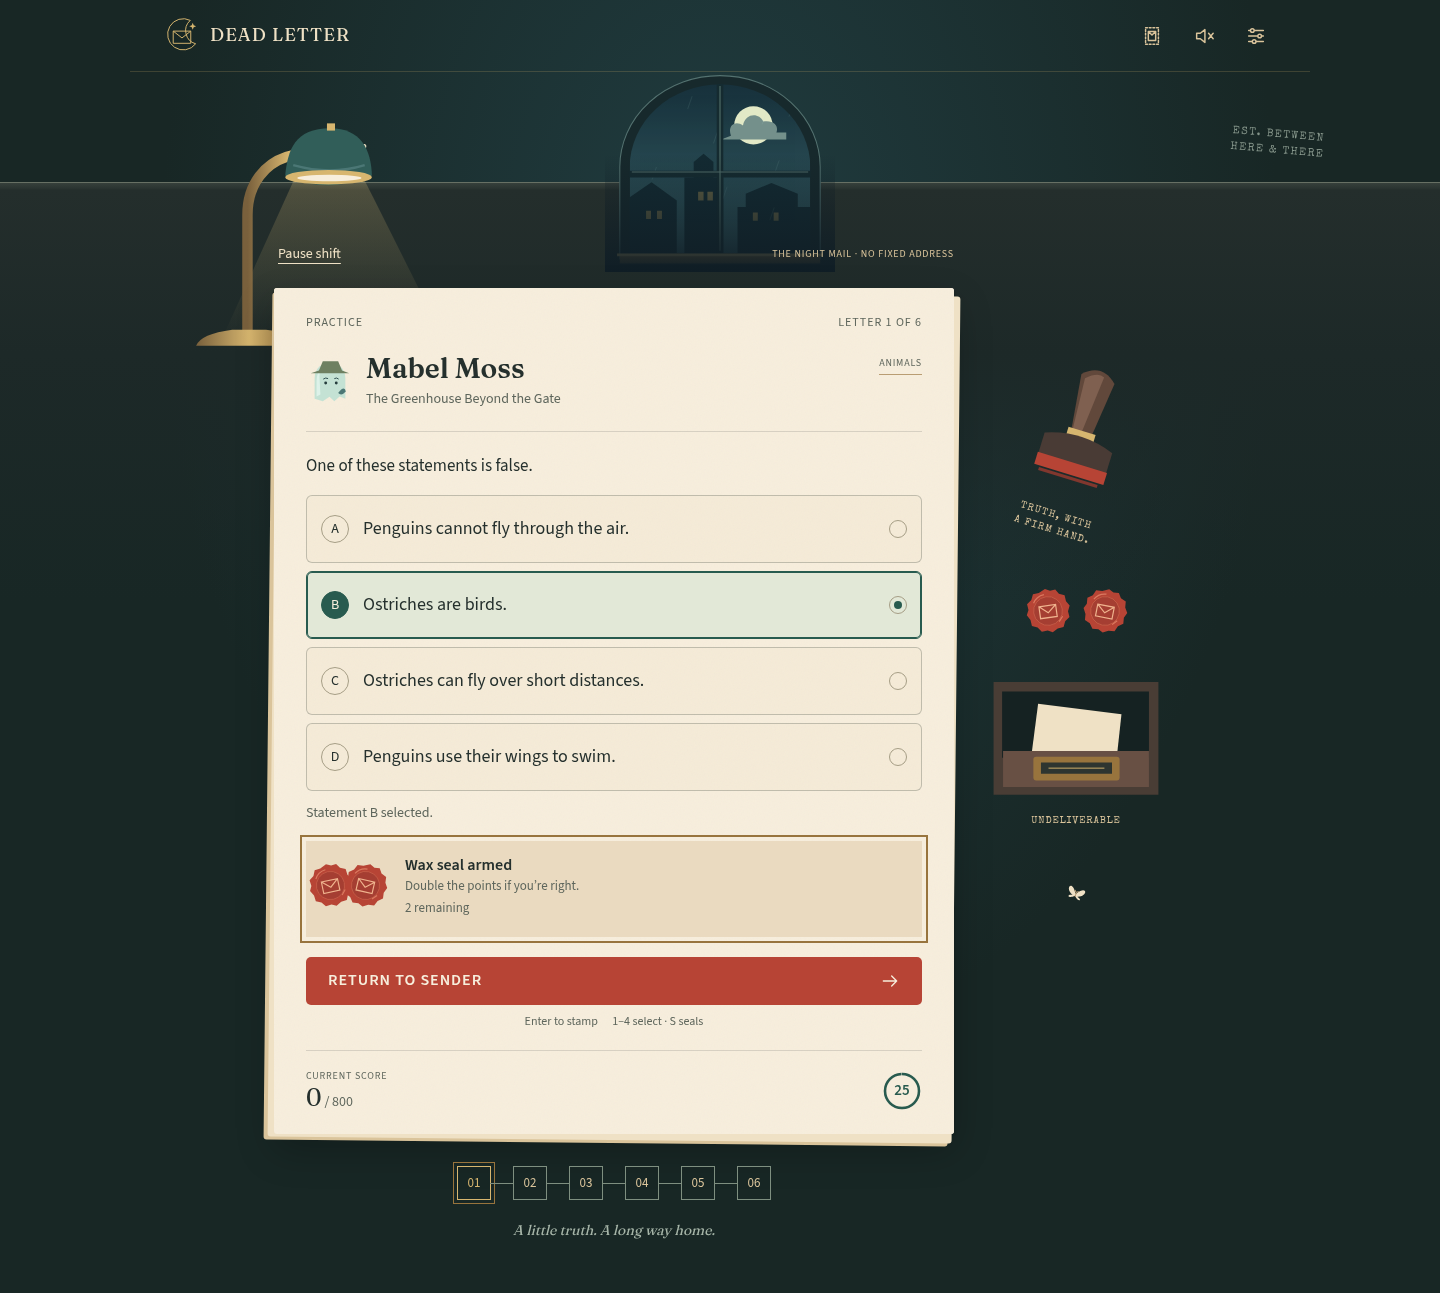 DEAD LETTER
EST. BETWEEN
HERE & THERE
Pause shift
THE NIGHT MAIL · NO FIXED ADDRESS
PRACTICE
LETTER 1 OF 6
Mabel Moss
ANIMALS
The Greenhouse Beyond the Gate
One of these statements is false.
A Penguins cannot fly through the air.
B Ostriches are birds.
C Ostriches can fly over short distances.
D Penguins use their wings to swim.
Statement B selected.
Wax seal armed
Double the points if you’re right.
2 remaining
RETURN TO SENDER
Enter to stamp 1–4 select · S seals
CURRENT SCORE
0 / 800
25
TRUTH, WITH
A FIRM HAND.
UNDELIVERABLE
01 02 03 04 05 06
A little truth. A long way home.